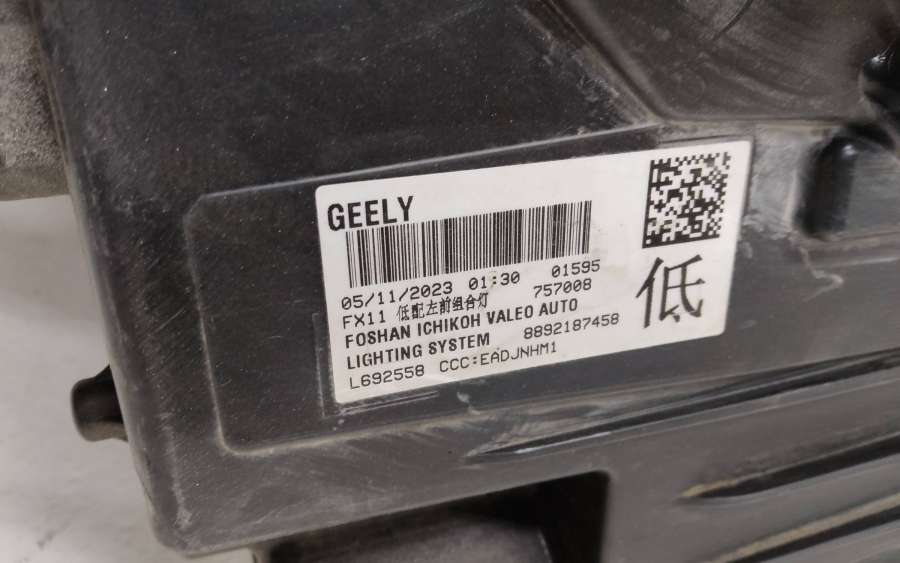 GEELY
05/11/2023 01:30 01595
FX11 低配左前组合灯 757008
FOSHAN ICHIKOH VALEO AUTO
LIGHTING SYSTEM 8892187458
L692558 CCC:EADJNHM1
低